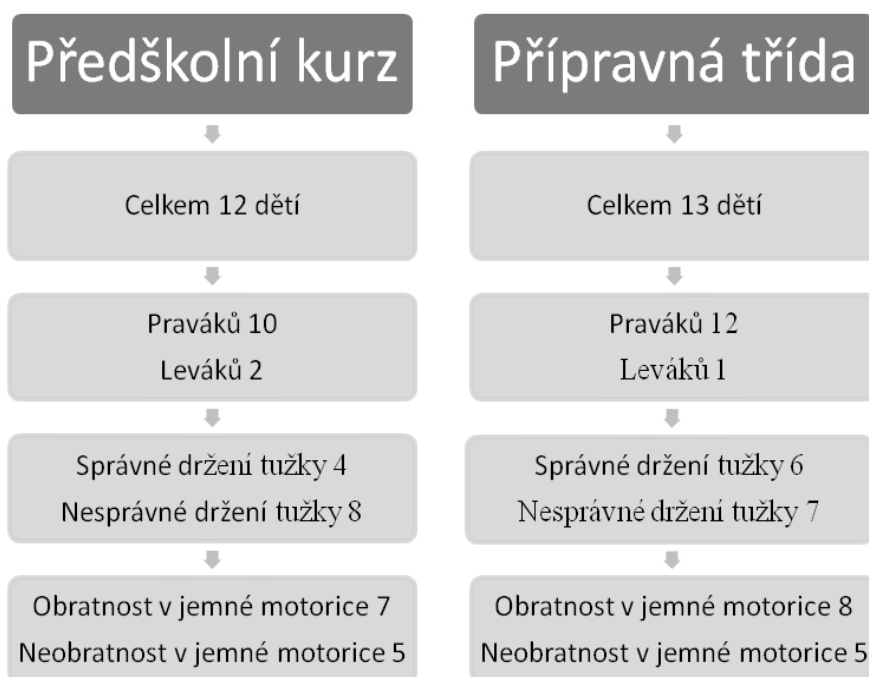 Předškolní kurz
Celkem 12 dětí
Praváků 10
Leváků 2
Správné držení tužky 4
Nesprávné držení tužky 8
Obratnost v jemné motorice 7
Neobratnost v jemné motorice 5
Přípravná třída
Celkem 13 dětí
Praváků 12
Leváků 1
Správné držení tužky 6
Nesprávné držení tužky 7
Obratnost v jemné motorice 8
Neobratnost v jemné motorice 5